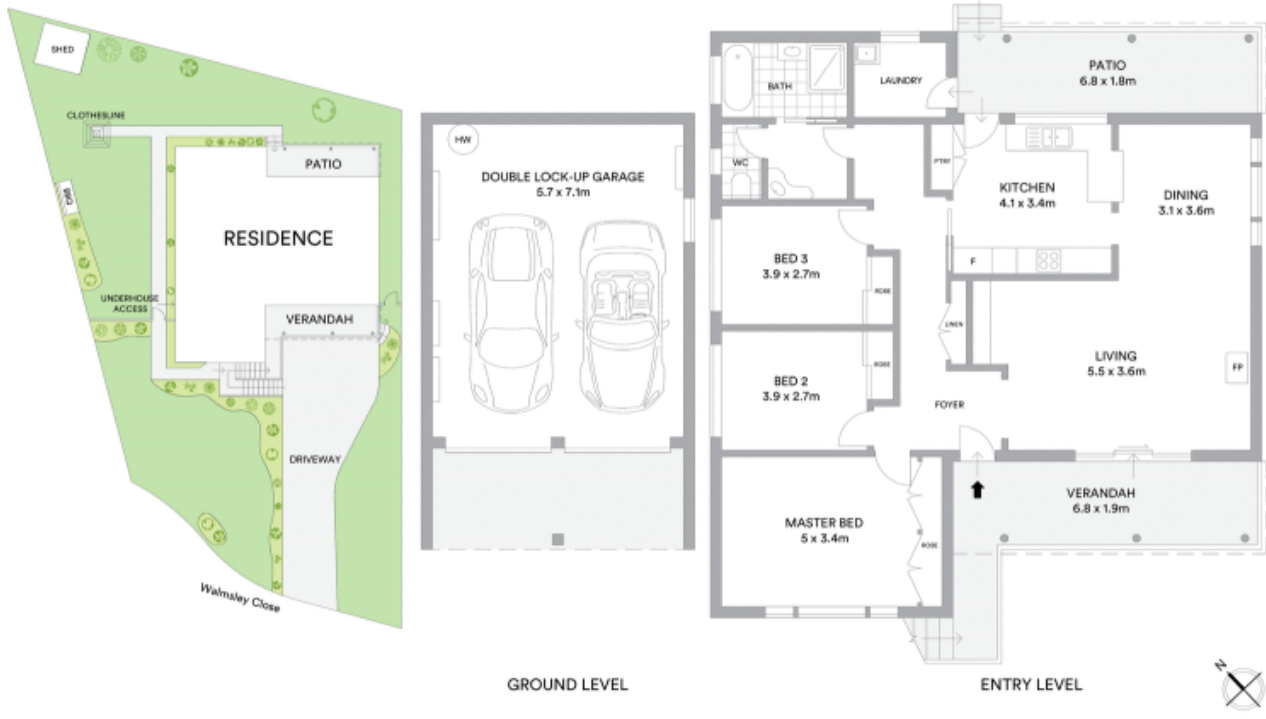 SHED
CLOTHESLINE
PATIO
BBQ
RESIDENCE
UNDERHOUSE
ACCESS
VERANDAH
DRIVEWAY
Walmsley Close
HW
DOUBLE LOCK-UP GARAGE
5.7 x 7.1m
GROUND LEVEL
BATH
LAUNDRY
PATIO
6.8 x 1.8m
WC
PTRY
KITCHEN
4.1 x 3.4m
DINING
3.1 x 3.6m
BED 3
3.9 x 2.7m
F
ROBE
LINEN
BED 2
3.9 x 2.7m
ROBE
LIVING
5.5 x 3.6m
FP
FOYER
MASTER BED
5 x 3.4m
ROBE
VERANDAH
6.8 x 1.9m
ENTRY LEVEL
N